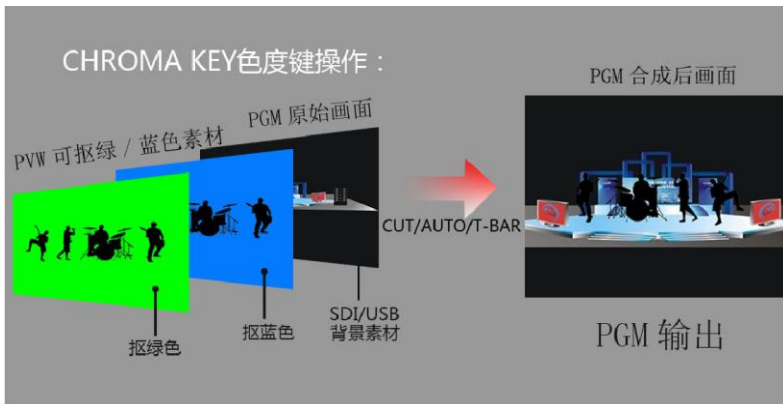 CHROMA KEY色度键操作：
PGM 合成后画面
PGM 原始画面
PVW 可抠绿 / 蓝色素材
CUT/AUTO/T-BAR
SDI/USB
背景素材
抠蓝色
抠绿色
PGM 输出